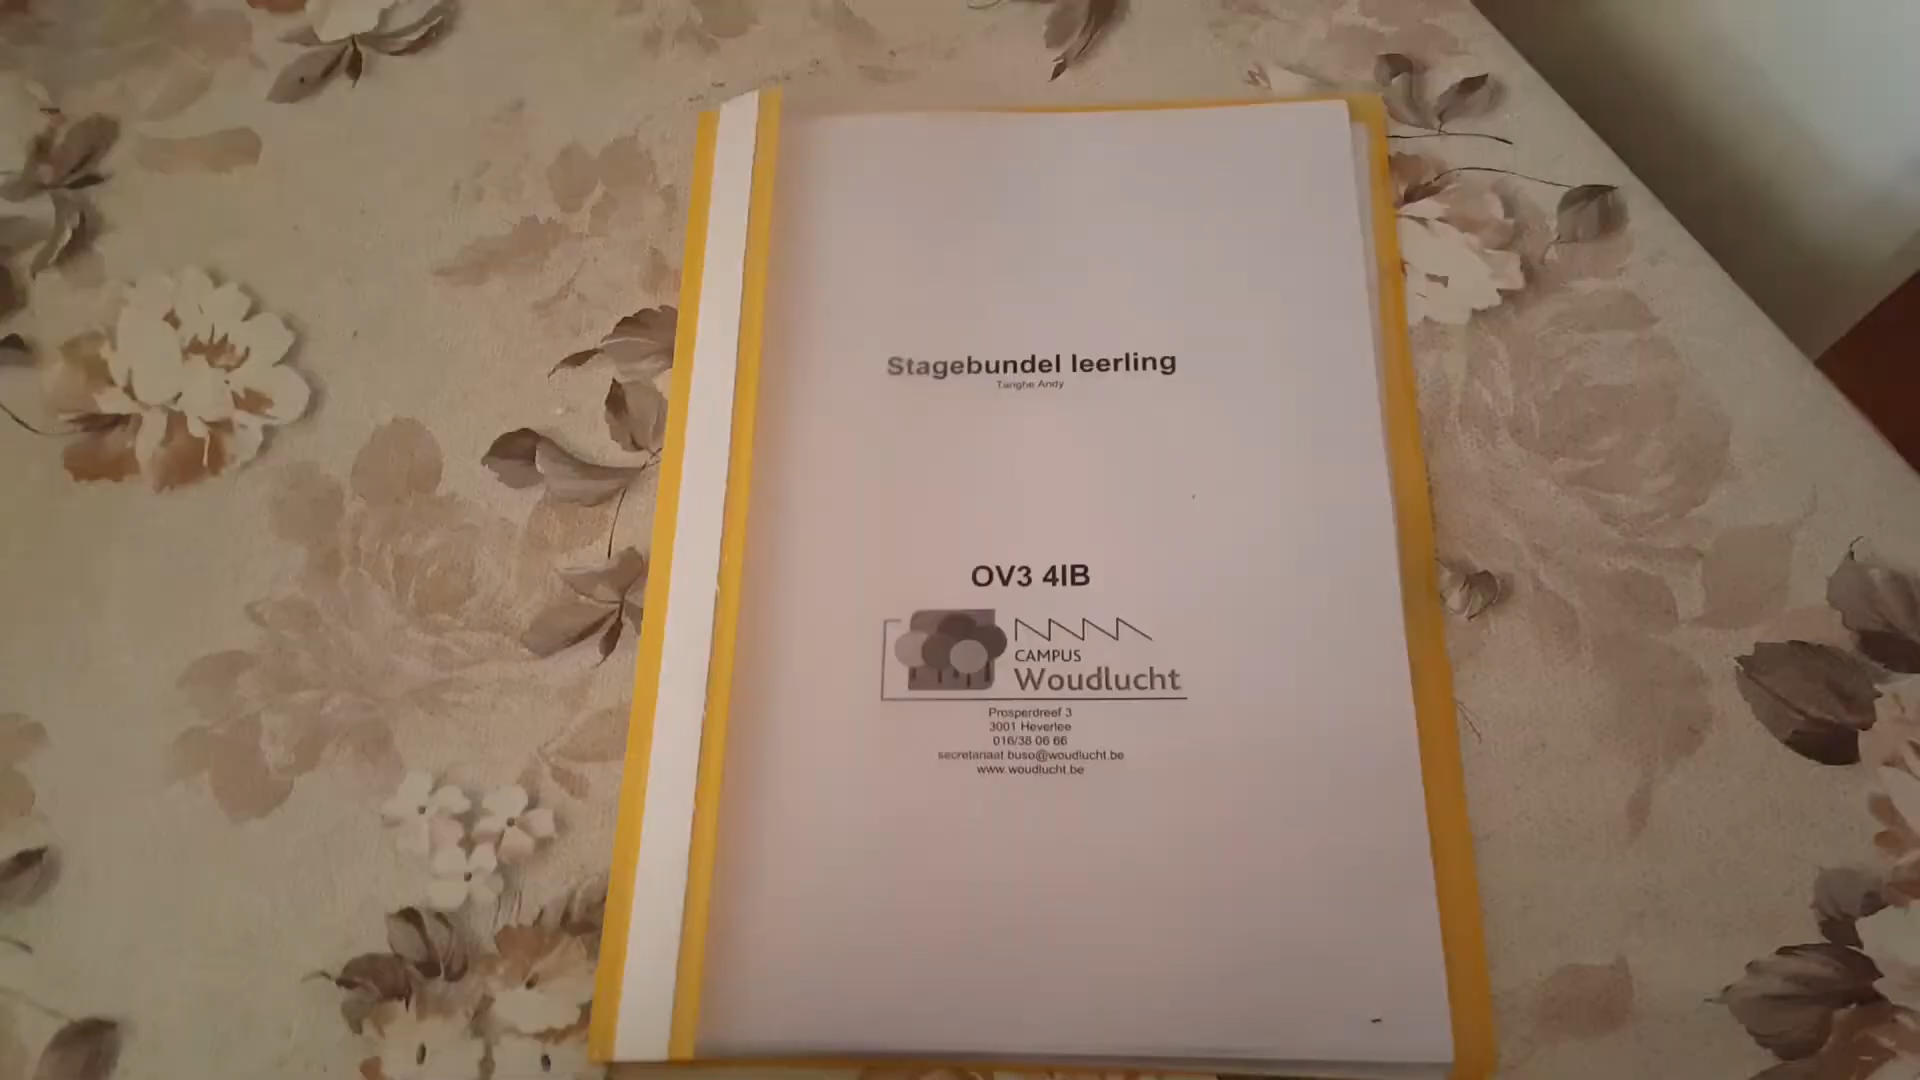 Stagebundel leerling
Tanghe Andy
OV3 4IB
CAMPUS
Woudlucht
Prosperdreef 3
3001 Heverlee
016/38 06 66
secretariaat.buso@woudlucht.be
www.woudlucht.be